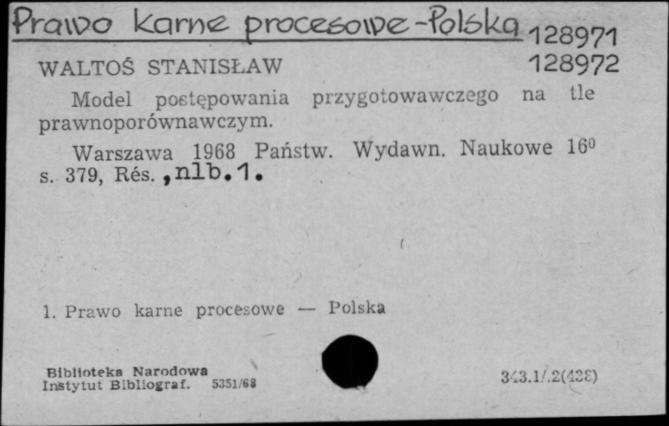 Prawo karne procesowe - Polska
128971
WALTOŚ STANISŁAW 128972
Model postępowania przygotowawczego na tle
prawnoporównawczym.
Warszawa 1968 Państw. Wydawn. Naukowe 16⁰
s. 379, Rés. , nlb. 1.
1. Prawo karne procesowe — Polska
Biblioteka Narodowa
Instytut Bibliograf. 5351/68